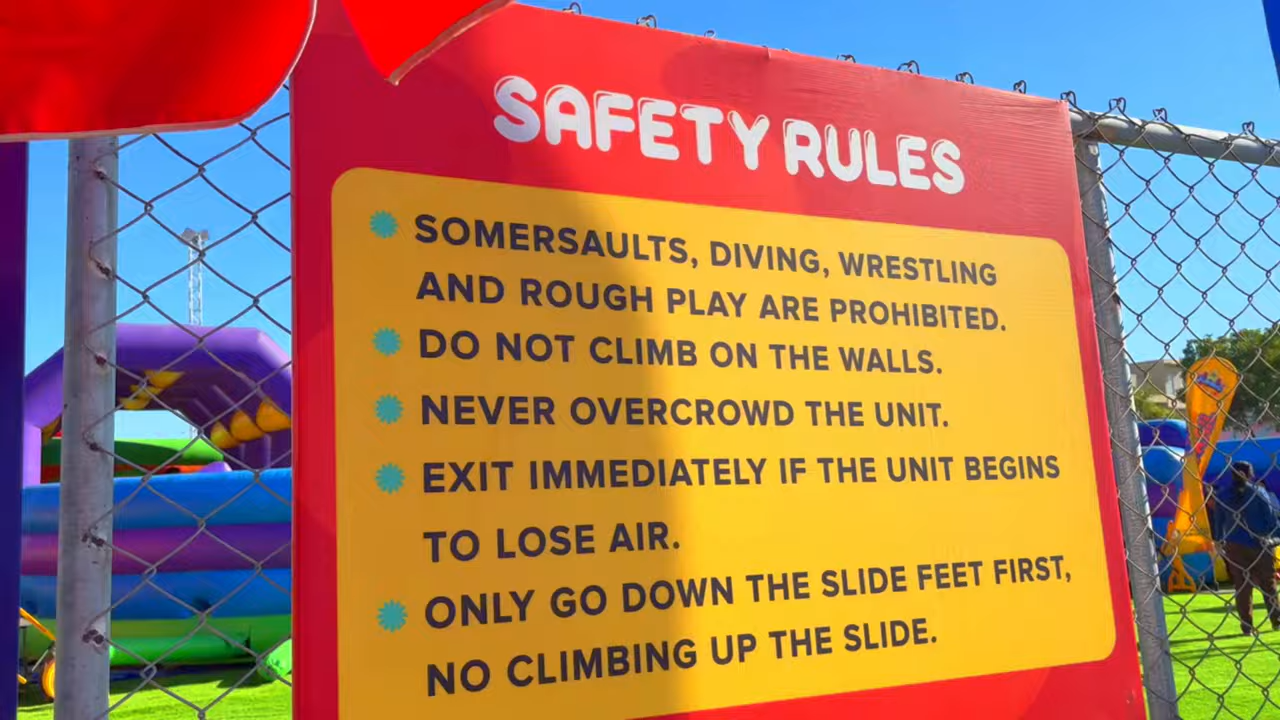 SAFETY RULES
SOMERSAULTS, DIVING, WRESTLING
AND ROUGH PLAY ARE PROHIBITED.
DO NOT CLIMB ON THE WALLS.
NEVER OVERCROWD THE UNIT.
EXIT IMMEDIATELY IF THE UNIT BEGINS
TO LOSE AIR.
ONLY GO DOWN THE SLIDE FEET FIRST,
NO CLIMBING UP THE SLIDE.